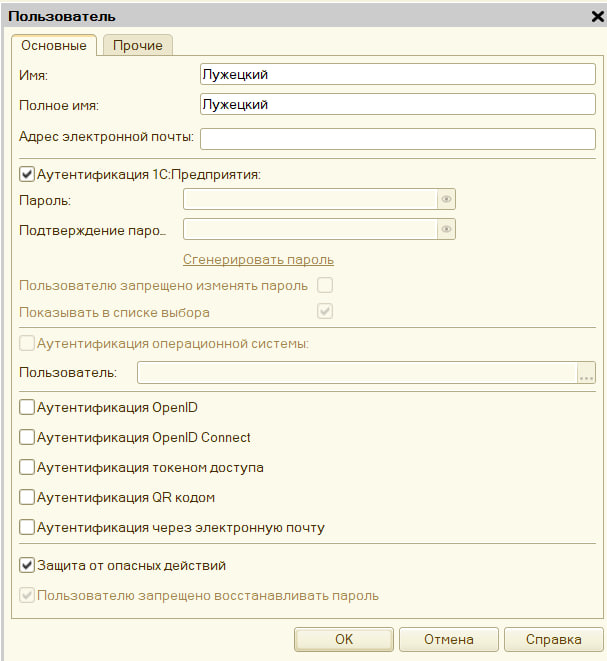 Пользователь
Основные Прочие
Имя: Лужецкий
Полное имя: Лужецкий
Адрес электронной почты:
Аутентификация 1С:Предприятия:
Пароль:
Подтверждение паро...
Сгенерировать пароль
Пользователю запрещено изменять пароль
Показывать в списке выбора
Аутентификация операционной системы:
Пользователь: ...
Аутентификация OpenID
Аутентификация OpenID Connect
Аутентификация токеном доступа
Аутентификация QR кодом
Аутентификация через электронную почту
Защита от опасных действий
Пользователю запрещено восстанавливать пароль
OK Отмена Справка